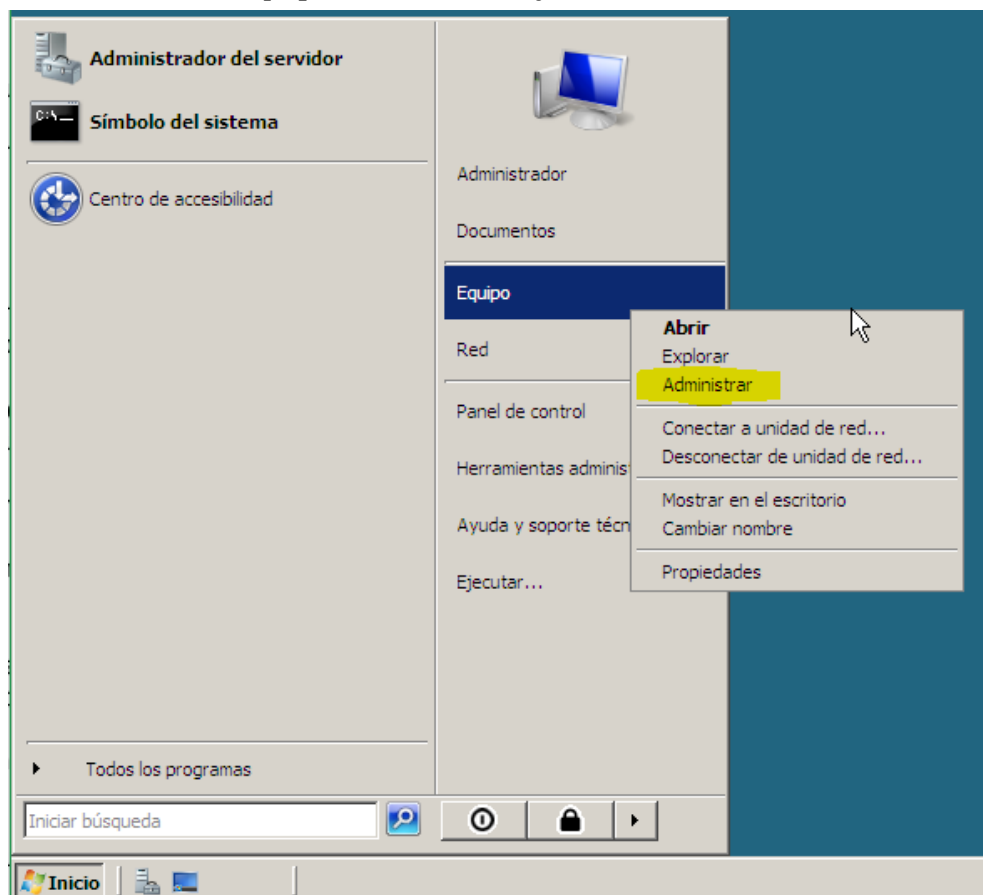 Administrador del servidor
Símbolo del sistema
Centro de accesibilidad
Todos los programas
Iniciar búsqueda
Administrador
Documentos
Equipo
Red
Panel de control
Herramientas adminis
Ayuda y soporte técn
Ejecutar...
Abrir
Explorar
Administrar
Conectar a unidad de red...
Desconectar de unidad de red...
Mostrar en el escritorio
Cambiar nombre
Propiedades
Inicio